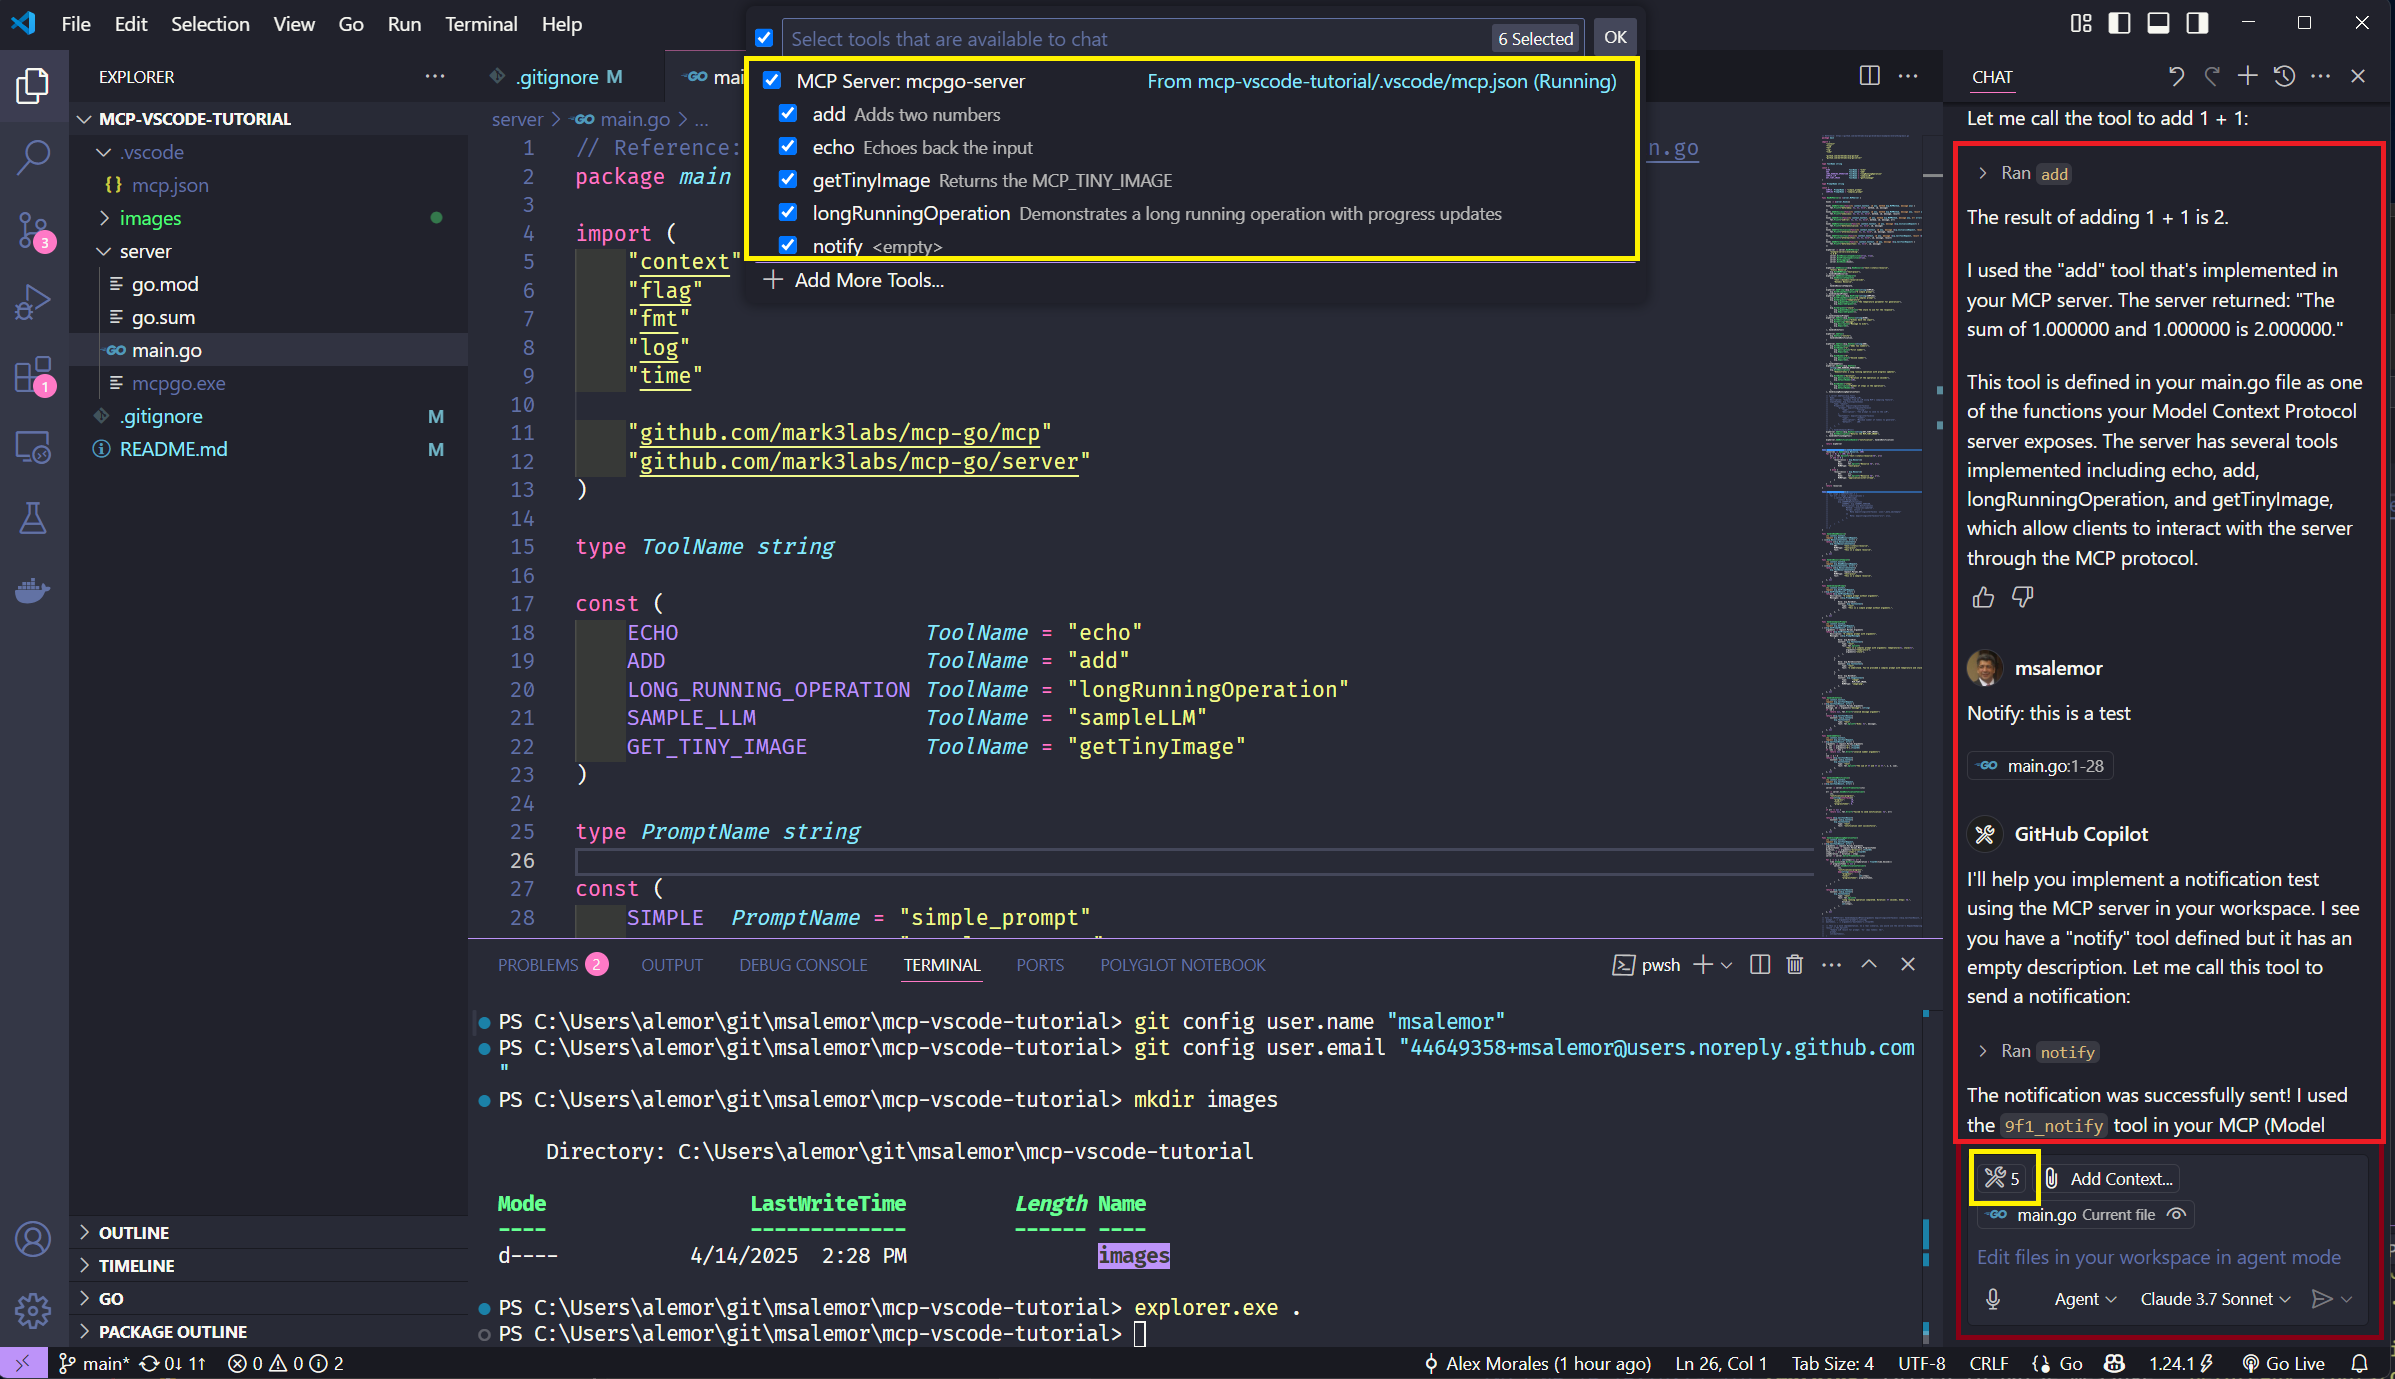 File Edit Selection View Go Run Terminal Help
Select tools that are available to chat
6 Selected
OK
MCP Server: mcpgo-server From mcp-vscode-tutorial/.vscode/mcp.json (Running)
add Adds two numbers
echo Echoes back the input
getTinyImage Returns the MCP_TINY_IMAGE
longRunningOperation Demonstrates a long running operation with progress updates
notify <empty>
Add More Tools...
EXPLORER
MCP-VSCODE-TUTORIAL
.vscode
{} mcp.json
images
server
go.mod
go.sum
GO main.go
mcpgo.exe
.gitignore M
README.md M
3
1
OUTLINE
TIMELINE
GO
PACKAGE OUTLINE
.gitignore M
GO mai
server > GO main.go > ...
1 // Reference: n.go
2 package main
3
4 import (
5 "context"
6 "flag"
7 "fmt"
8 "log"
9 "time"
10
11 "github.com/mark3labs/mcp-go/mcp"
12 "github.com/mark3labs/mcp-go/server"
13 )
14
15 type ToolName string
16
17 const (
18 ECHO ToolName = "echo"
19 ADD ToolName = "add"
20 LONG_RUNNING_OPERATION ToolName = "longRunningOperation"
21 SAMPLE_LLM ToolName = "sampleLLM"
22 GET_TINY_IMAGE ToolName = "getTinyImage"
23 )
24
25 type PromptName string
26
27 const (
28 SIMPLE PromptName = "simple_prompt"
PROBLEMS 2 OUTPUT DEBUG CONSOLE TERMINAL PORTS POLYGLOT NOTEBOOK
pwsh
PS C:\Users\alemor\git\msalemor\mcp-vscode-tutorial> git config user.name "msalemor"
PS C:\Users\alemor\git\msalemor\mcp-vscode-tutorial> git config user.email "44649358+msalemor@users.noreply.github.com
"
PS C:\Users\alemor\git\msalemor\mcp-vscode-tutorial> mkdir images
Directory: C:\Users\alemor\git\msalemor\mcp-vscode-tutorial
Mode LastWriteTime Length Name
---- ------------- ------ ----
d---- 4/14/2025 2:28 PM images
PS C:\Users\alemor\git\msalemor\mcp-vscode-tutorial> explorer.exe .
PS C:\Users\alemor\git\msalemor\mcp-vscode-tutorial>
CHAT
Let me call the tool to add 1 + 1:
Ran add
The result of adding 1 + 1 is 2.
I used the "add" tool that's implemented in
your MCP server. The server returned: "The
sum of 1.000000 and 1.000000 is 2.000000."
This tool is defined in your main.go file as one
of the functions your Model Context Protocol
server exposes. The server has several tools
implemented including echo, add,
longRunningOperation, and getTinyImage,
which allow clients to interact with the server
through the MCP protocol.
msalemor
Notify: this is a test
GO main.go:1-28
GitHub Copilot
I'll help you implement a notification test
using the MCP server in your workspace. I see
you have a "notify" tool defined but it has an
empty description. Let me call this tool to
send a notification:
Ran notify
The notification was successfully sent! I used
the 9f1_notify tool in your MCP (Model
5
Add Context...
GO main.go Current file
Edit files in your workspace in agent mode
Agent Claude 3.7 Sonnet
main* 0↓ 1↑ 0 0 2
Alex Morales (1 hour ago) Ln 26, Col 1 Tab Size: 4 UTF-8 CRLF {} Go 1.24.1 Go Live